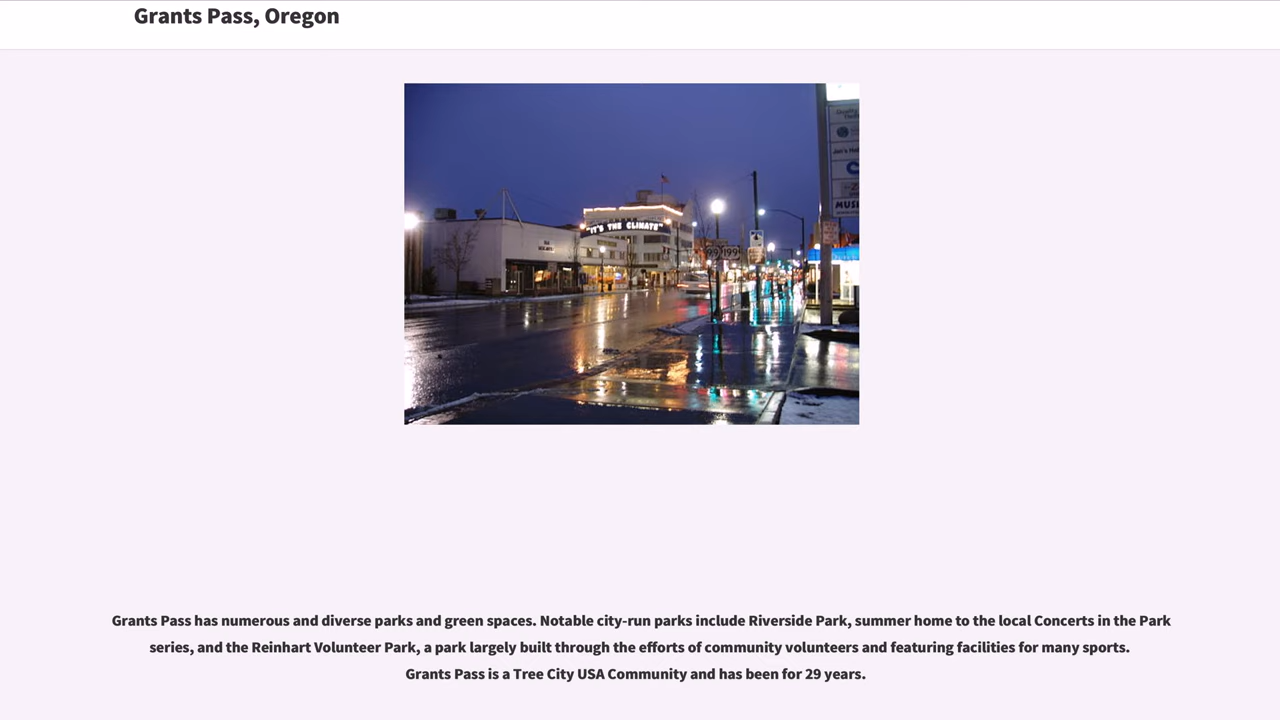 Grants Pass, Oregon
"IT'S THE CLIMATE"
199
MUSI
Grants Pass has numerous and diverse parks and green spaces. Notable city-run parks include Riverside Park, summer home to the local Concerts in the Park
series, and the Reinhart Volunteer Park, a park largely built through the efforts of community volunteers and featuring facilities for many sports.
Grants Pass is a Tree City USA Community and has been for 29 years.